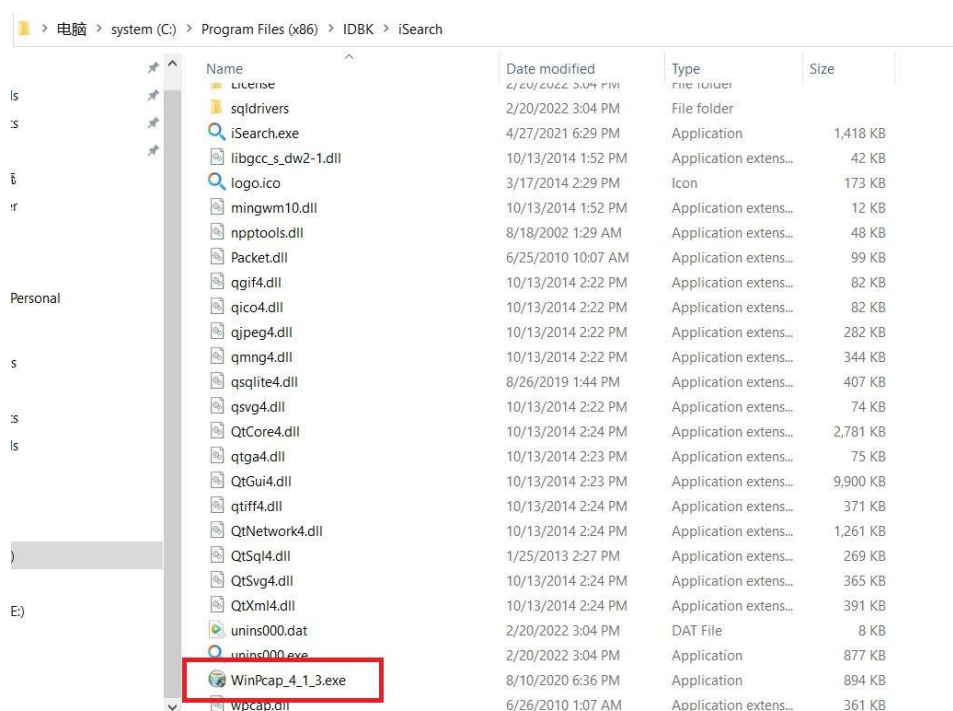 > 电脑 > system (C:) > Program Files (x86) > IDBK > iSearch
Name Date modified Type Size
License 2/20/2022 3:04 PM File folder
sqldrivers 2/20/2022 3:04 PM File folder
iSearch.exe 4/27/2021 6:29 PM Application 1,418 KB
libgcc_s_dw2-1.dll 10/13/2014 1:52 PM Application extens... 42 KB
logo.ico 3/17/2014 2:29 PM Icon 173 KB
mingwm10.dll 10/13/2014 1:52 PM Application extens... 12 KB
npptools.dll 8/18/2002 1:29 AM Application extens... 48 KB
Packet.dll 6/25/2010 10:07 AM Application extens... 99 KB
qgif4.dll 10/13/2014 2:22 PM Application extens... 82 KB
qico4.dll 10/13/2014 2:22 PM Application extens... 82 KB
qjpeg4.dll 10/13/2014 2:22 PM Application extens... 282 KB
qmng4.dll 10/13/2014 2:22 PM Application extens... 344 KB
qsqlite4.dll 8/26/2019 1:44 PM Application extens... 407 KB
qsvg4.dll 10/13/2014 2:22 PM Application extens... 74 KB
QtCore4.dll 10/13/2014 2:24 PM Application extens... 2,781 KB
qtga4.dll 10/13/2014 2:23 PM Application extens... 75 KB
QtGui4.dll 10/13/2014 2:23 PM Application extens... 9,900 KB
qtiff4.dll 10/13/2014 2:24 PM Application extens... 371 KB
QtNetwork4.dll 10/13/2014 2:24 PM Application extens... 1,261 KB
QtSql4.dll 1/25/2013 2:27 PM Application extens... 269 KB
QtSvg4.dll 10/13/2014 2:24 PM Application extens... 365 KB
QtXml4.dll 10/13/2014 2:24 PM Application extens... 391 KB
unins000.dat 2/20/2022 3:04 PM DAT File 8 KB
unins000.exe 2/20/2022 3:04 PM Application 877 KB
WinPcap_4_1_3.exe 8/10/2020 6:36 PM Application 894 KB
wpcap.dll 6/26/2010 1:07 AM Application extens... 361 KB
ls
ts
er
Personal
s
ts
ls
)
E:)